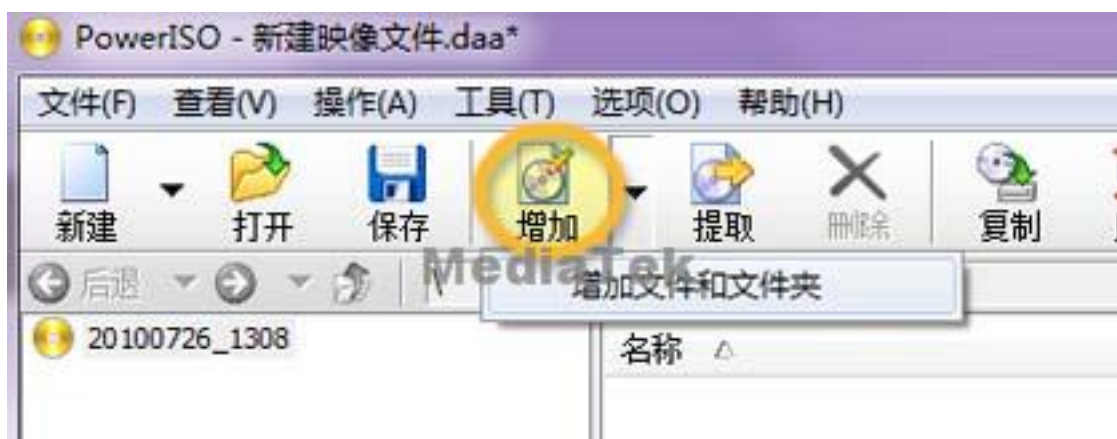 PowerISO - 新建映像文件.daa*
文件(F) 查看(V) 操作(A) 工具(T) 选项(O) 帮助(H)
新建 打开 保存 增加 提取 删除 复制
后退
MediaTek
增加文件和文件夹
20100726_1308
名称